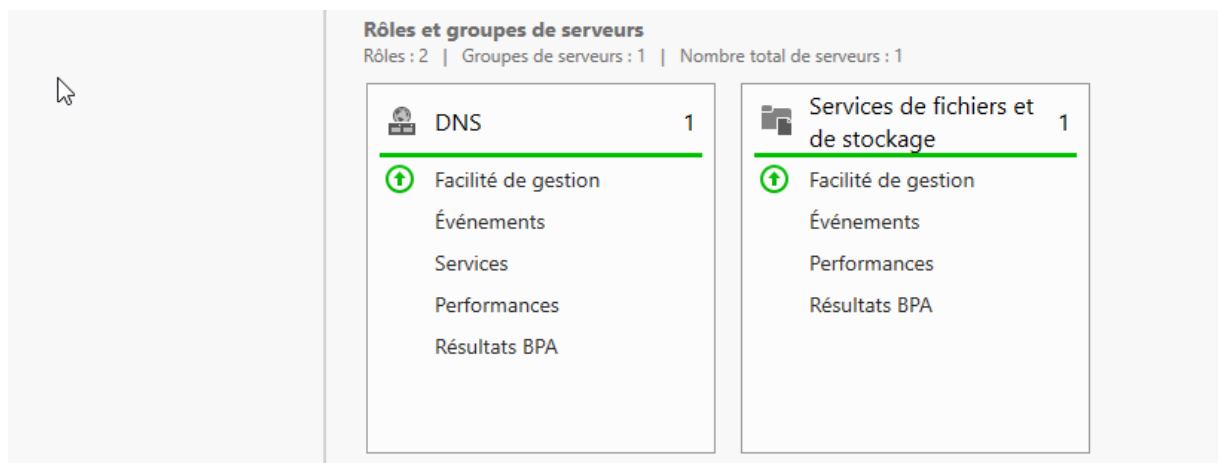 Rôles et groupes de serveurs
Rôles : 2 | Groupes de serveurs : 1 | Nombre total de serveurs : 1
DNS 1
Facilité de gestion
Événements
Services
Performances
Résultats BPA
Services de fichiers et
de stockage 1
Facilité de gestion
Événements
Performances
Résultats BPA